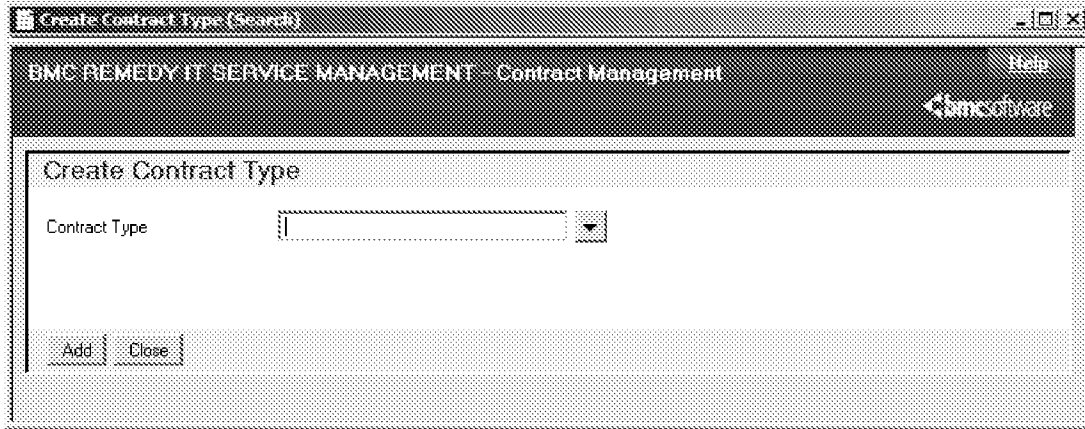 Create Contract Type (Search)
BMC REMEDY IT SERVICE MANAGEMENT - Contract Management
Help
bmcsoftware
Create Contract Type
Contract Type
Add Close